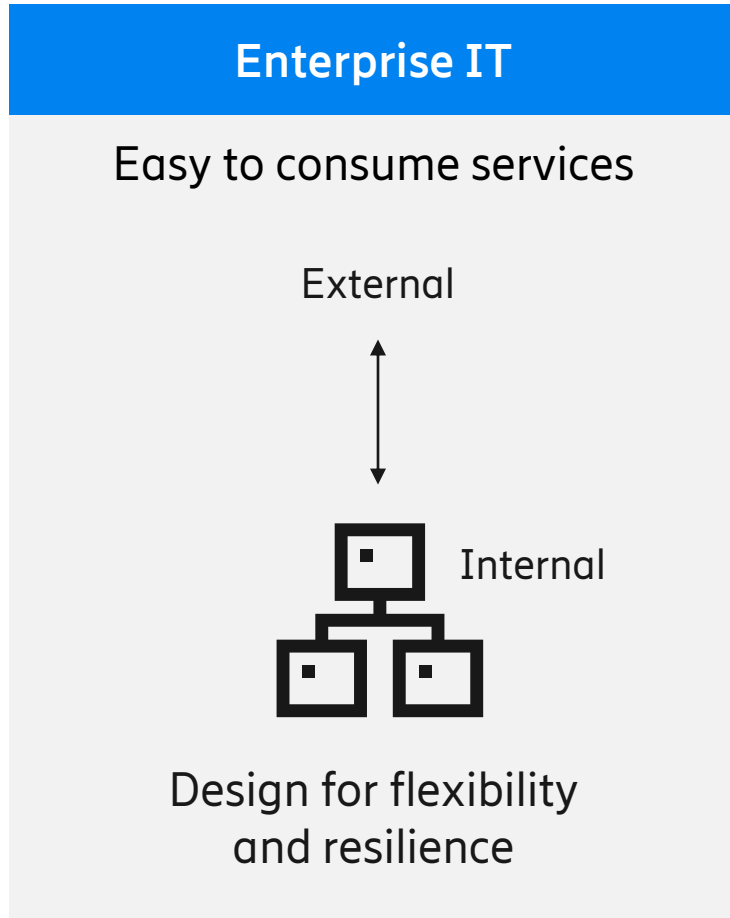 Enterprise IT
Easy to consume services
External
Internal
Design for flexibility
and resilience